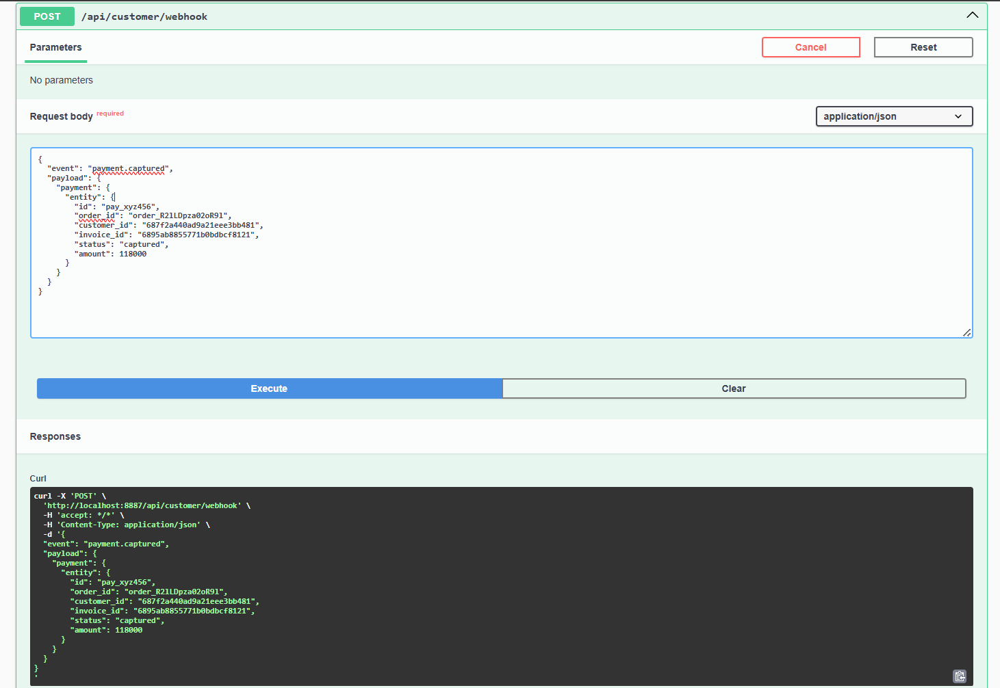 POST /api/customer/webhook
Parameters
Cancel
Reset
No parameters
Request body required
application/json
{
  "event": "payment.captured",
  "payload": {
    "payment": {
      "entity": {
        "id": "pay_xyz456",
        "order_id": "order_R2lLDpza02oR9l",
        "customer_id": "687f2a440ad9a21eee3bb481",
        "invoice_id": "6895ab8855771b0bdbcf8121",
        "status": "captured",
        "amount": 118000
      }
    }
  }
}
Execute
Clear
Responses
Curl
curl -X 'POST' \
  'http://localhost:8887/api/customer/webhook' \
  -H 'accept: */*' \
  -H 'Content-Type: application/json' \
  -d '{
  "event": "payment.captured",
  "payload": {
    "payment": {
      "entity": {
        "id": "pay_xyz456",
        "order_id": "order_R2lLDpza02oR9l",
        "customer_id": "687f2a440ad9a21eee3bb481",
        "invoice_id": "6895ab8855771b0bdbcf8121",
        "status": "captured",
        "amount": 118000
      }
    }
  }
}
'